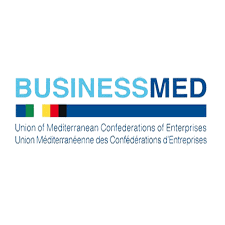 BUSINESSMED
Union of Mediterranean Confederations of Enterprises
Union Méditerranéenne des Confédérations d'Entreprises